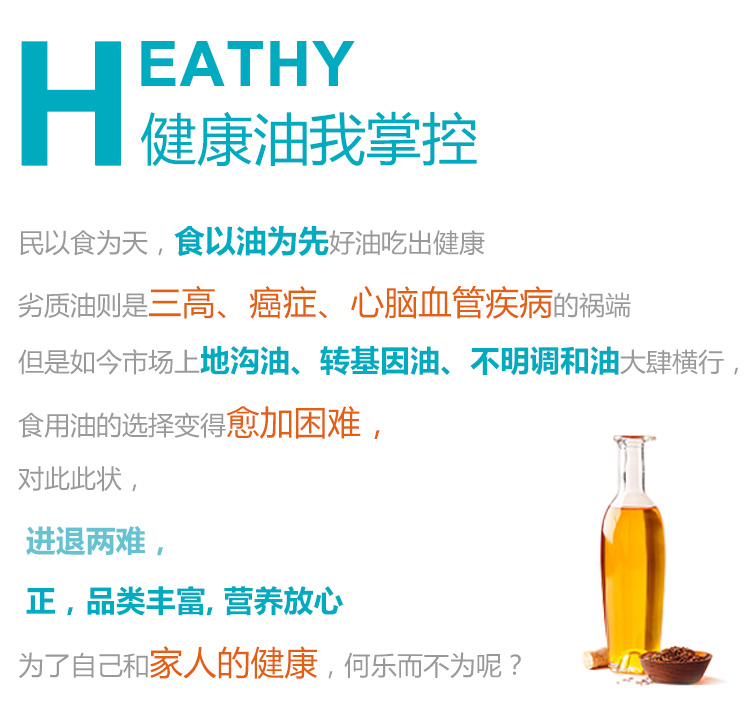 HEATHY
健康油我掌控
民以食为天，食以油为先好油吃出健康
劣质油则是三高、癌症、心脑血管疾病的祸端
但是如今市场上地沟油、转基因油、不明调和油大肆横行，
食用油的选择变得愈加困难，
对此此状，
进退两难，
正，品类丰富,营养放心
为了自己和家人的健康，何乐而不为呢？